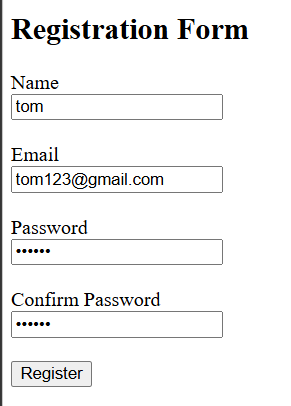 Registration Form
Name
tom
Email
tom123@gmail.com
Password
••••••
Confirm Password
••••••
Register